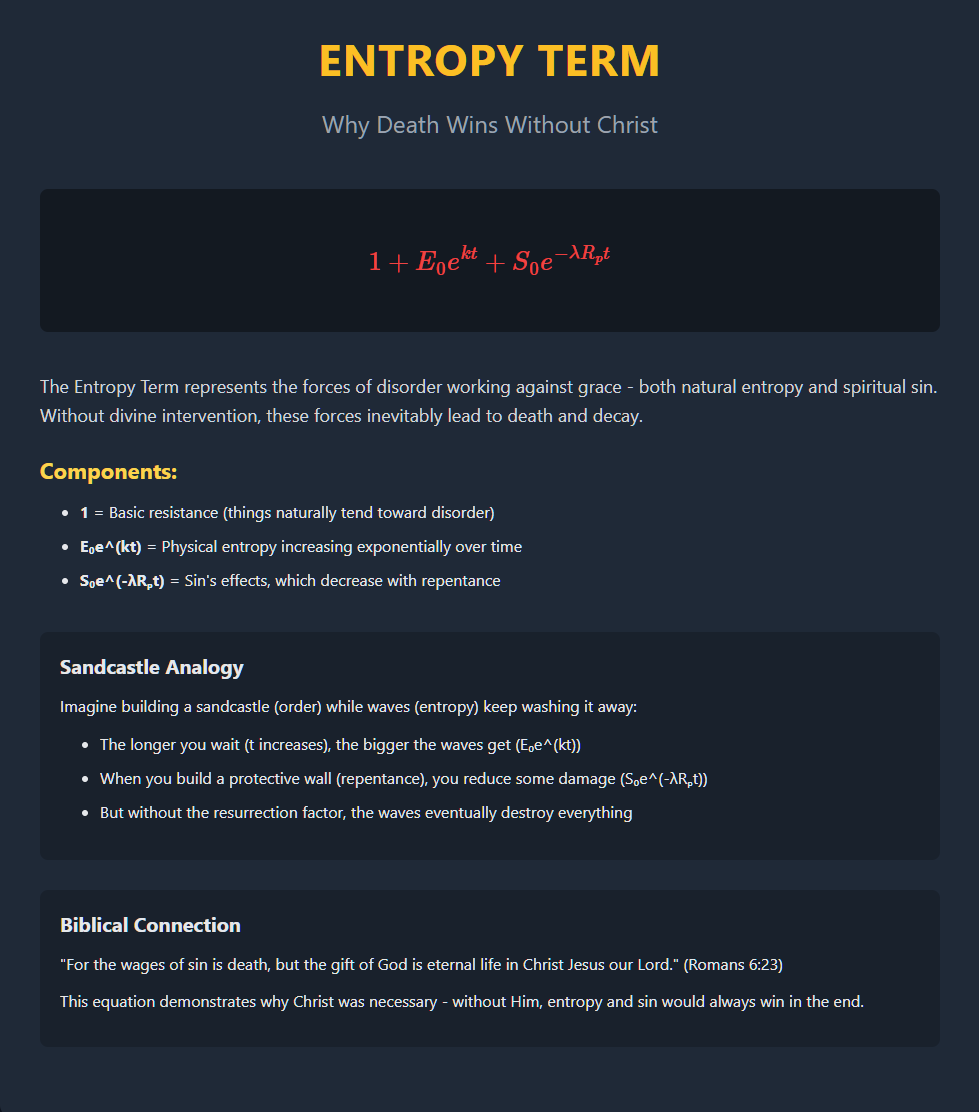 ENTROPY TERM
Why Death Wins Without Christ
1 + E₀e^{kt} + S₀e^{−λRₚt}
The Entropy Term represents the forces of disorder working against grace - both natural entropy and spiritual sin.
Without divine intervention, these forces inevitably lead to death and decay.
Components:
• 1 = Basic resistance (things naturally tend toward disorder)
• E₀e^(kt) = Physical entropy increasing exponentially over time
• S₀e^(-λRₚt) = Sin's effects, which decrease with repentance
Sandcastle Analogy
Imagine building a sandcastle (order) while waves (entropy) keep washing it away:
• The longer you wait (t increases), the bigger the waves get (E₀e^(kt))
• When you build a protective wall (repentance), you reduce some damage (S₀e^(-λRₚt))
• But without the resurrection factor, the waves eventually destroy everything
Biblical Connection
"For the wages of sin is death, but the gift of God is eternal life in Christ Jesus our Lord." (Romans 6:23)
This equation demonstrates why Christ was necessary - without Him, entropy and sin would always win in the end.